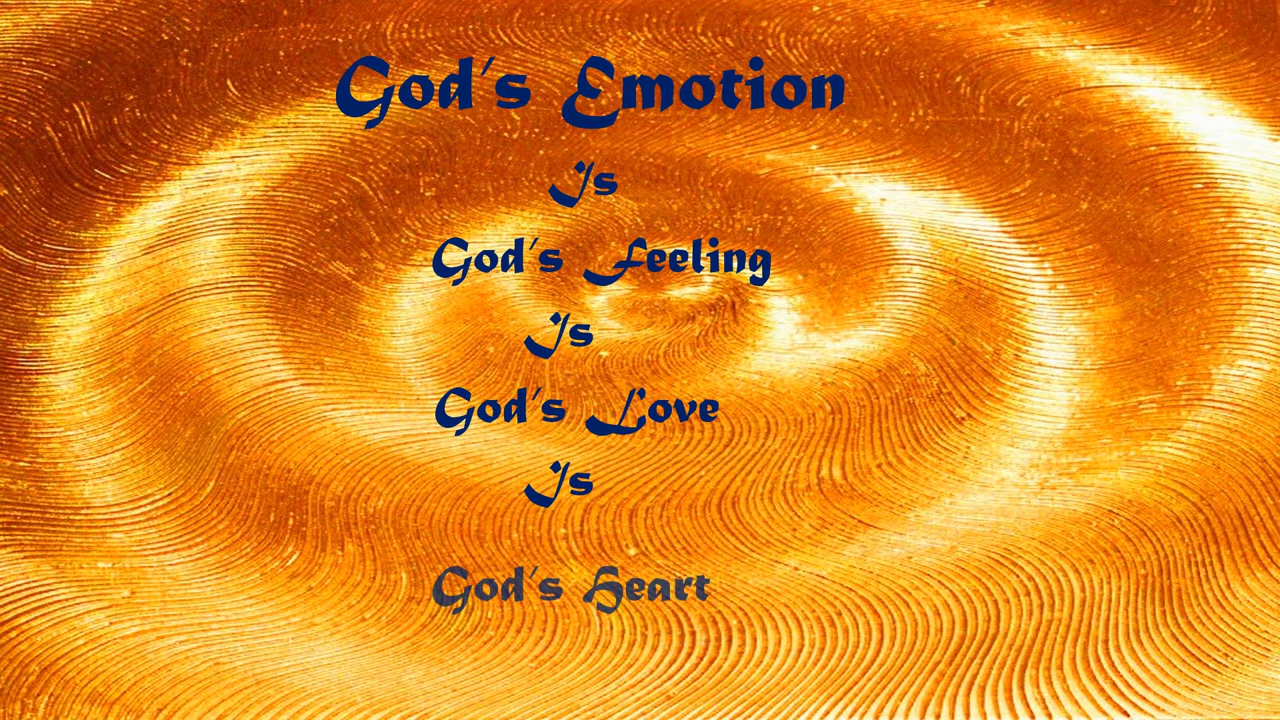 God's Emotion
Is
God's Feeling
Is
God's Love
Is
God's Heart